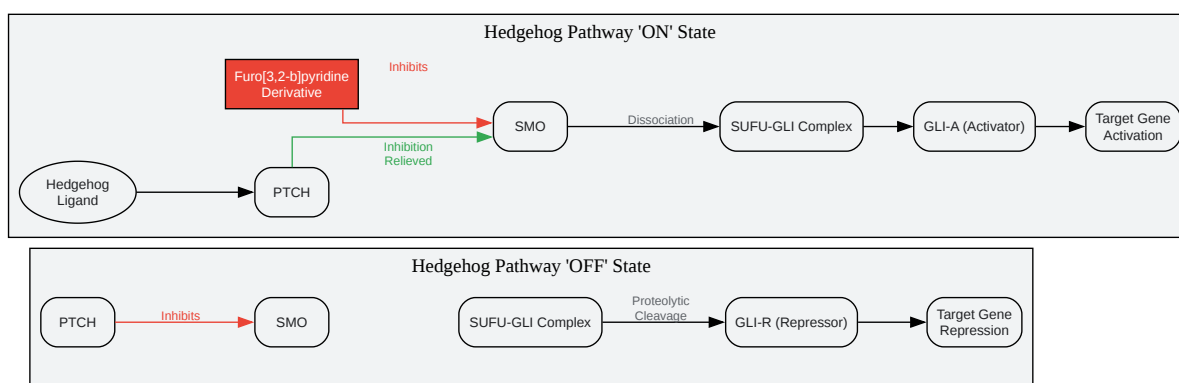 Hedgehog Pathway 'ON' State
Furo[3,2-b]pyridine
Derivative
Inhibits
SMO
Dissociation
SUFU-GLI Complex
GLI-A (Activator)
Target Gene
Activation
Inhibition
Relieved
Hedgehog
Ligand
PTCH
Hedgehog Pathway 'OFF' State
PTCH
Inhibits
SMO
SUFU-GLI Complex
Proteolytic
Cleavage
GLI-R (Repressor)
Target Gene
Repression